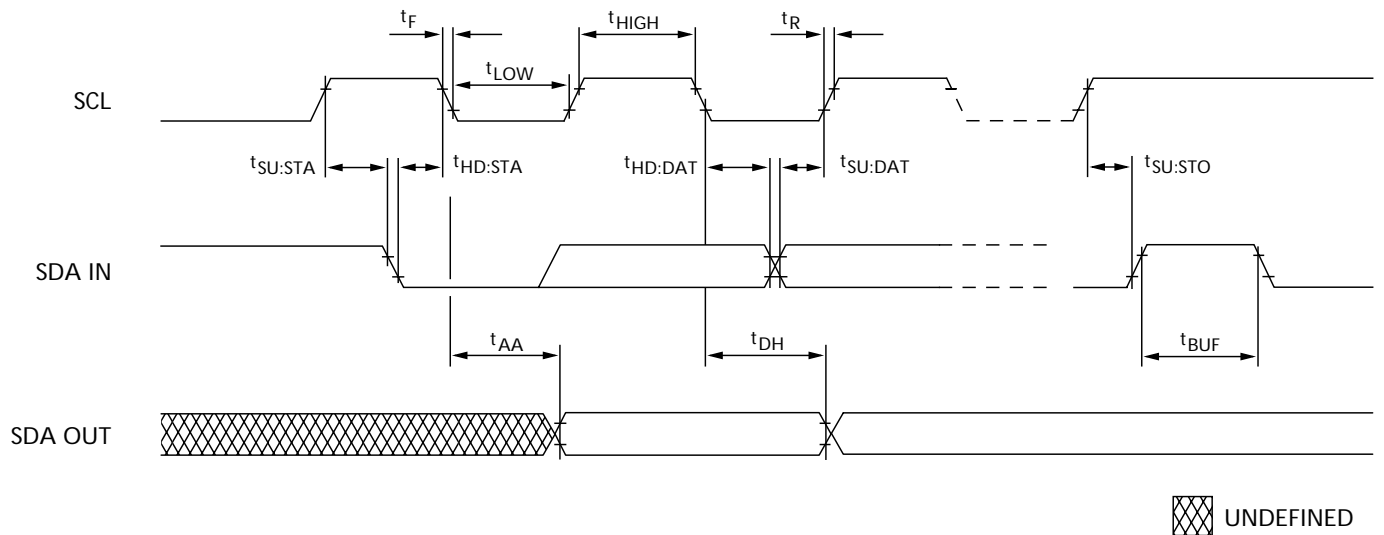 tF
tHIGH
tR
tLOW
SCL
tSU:STA
tHD:STA
tHD:DAT
tSU:DAT
tSU:STO
SDA IN
tAA
tDH
tBUF
SDA OUT
UNDEFINED